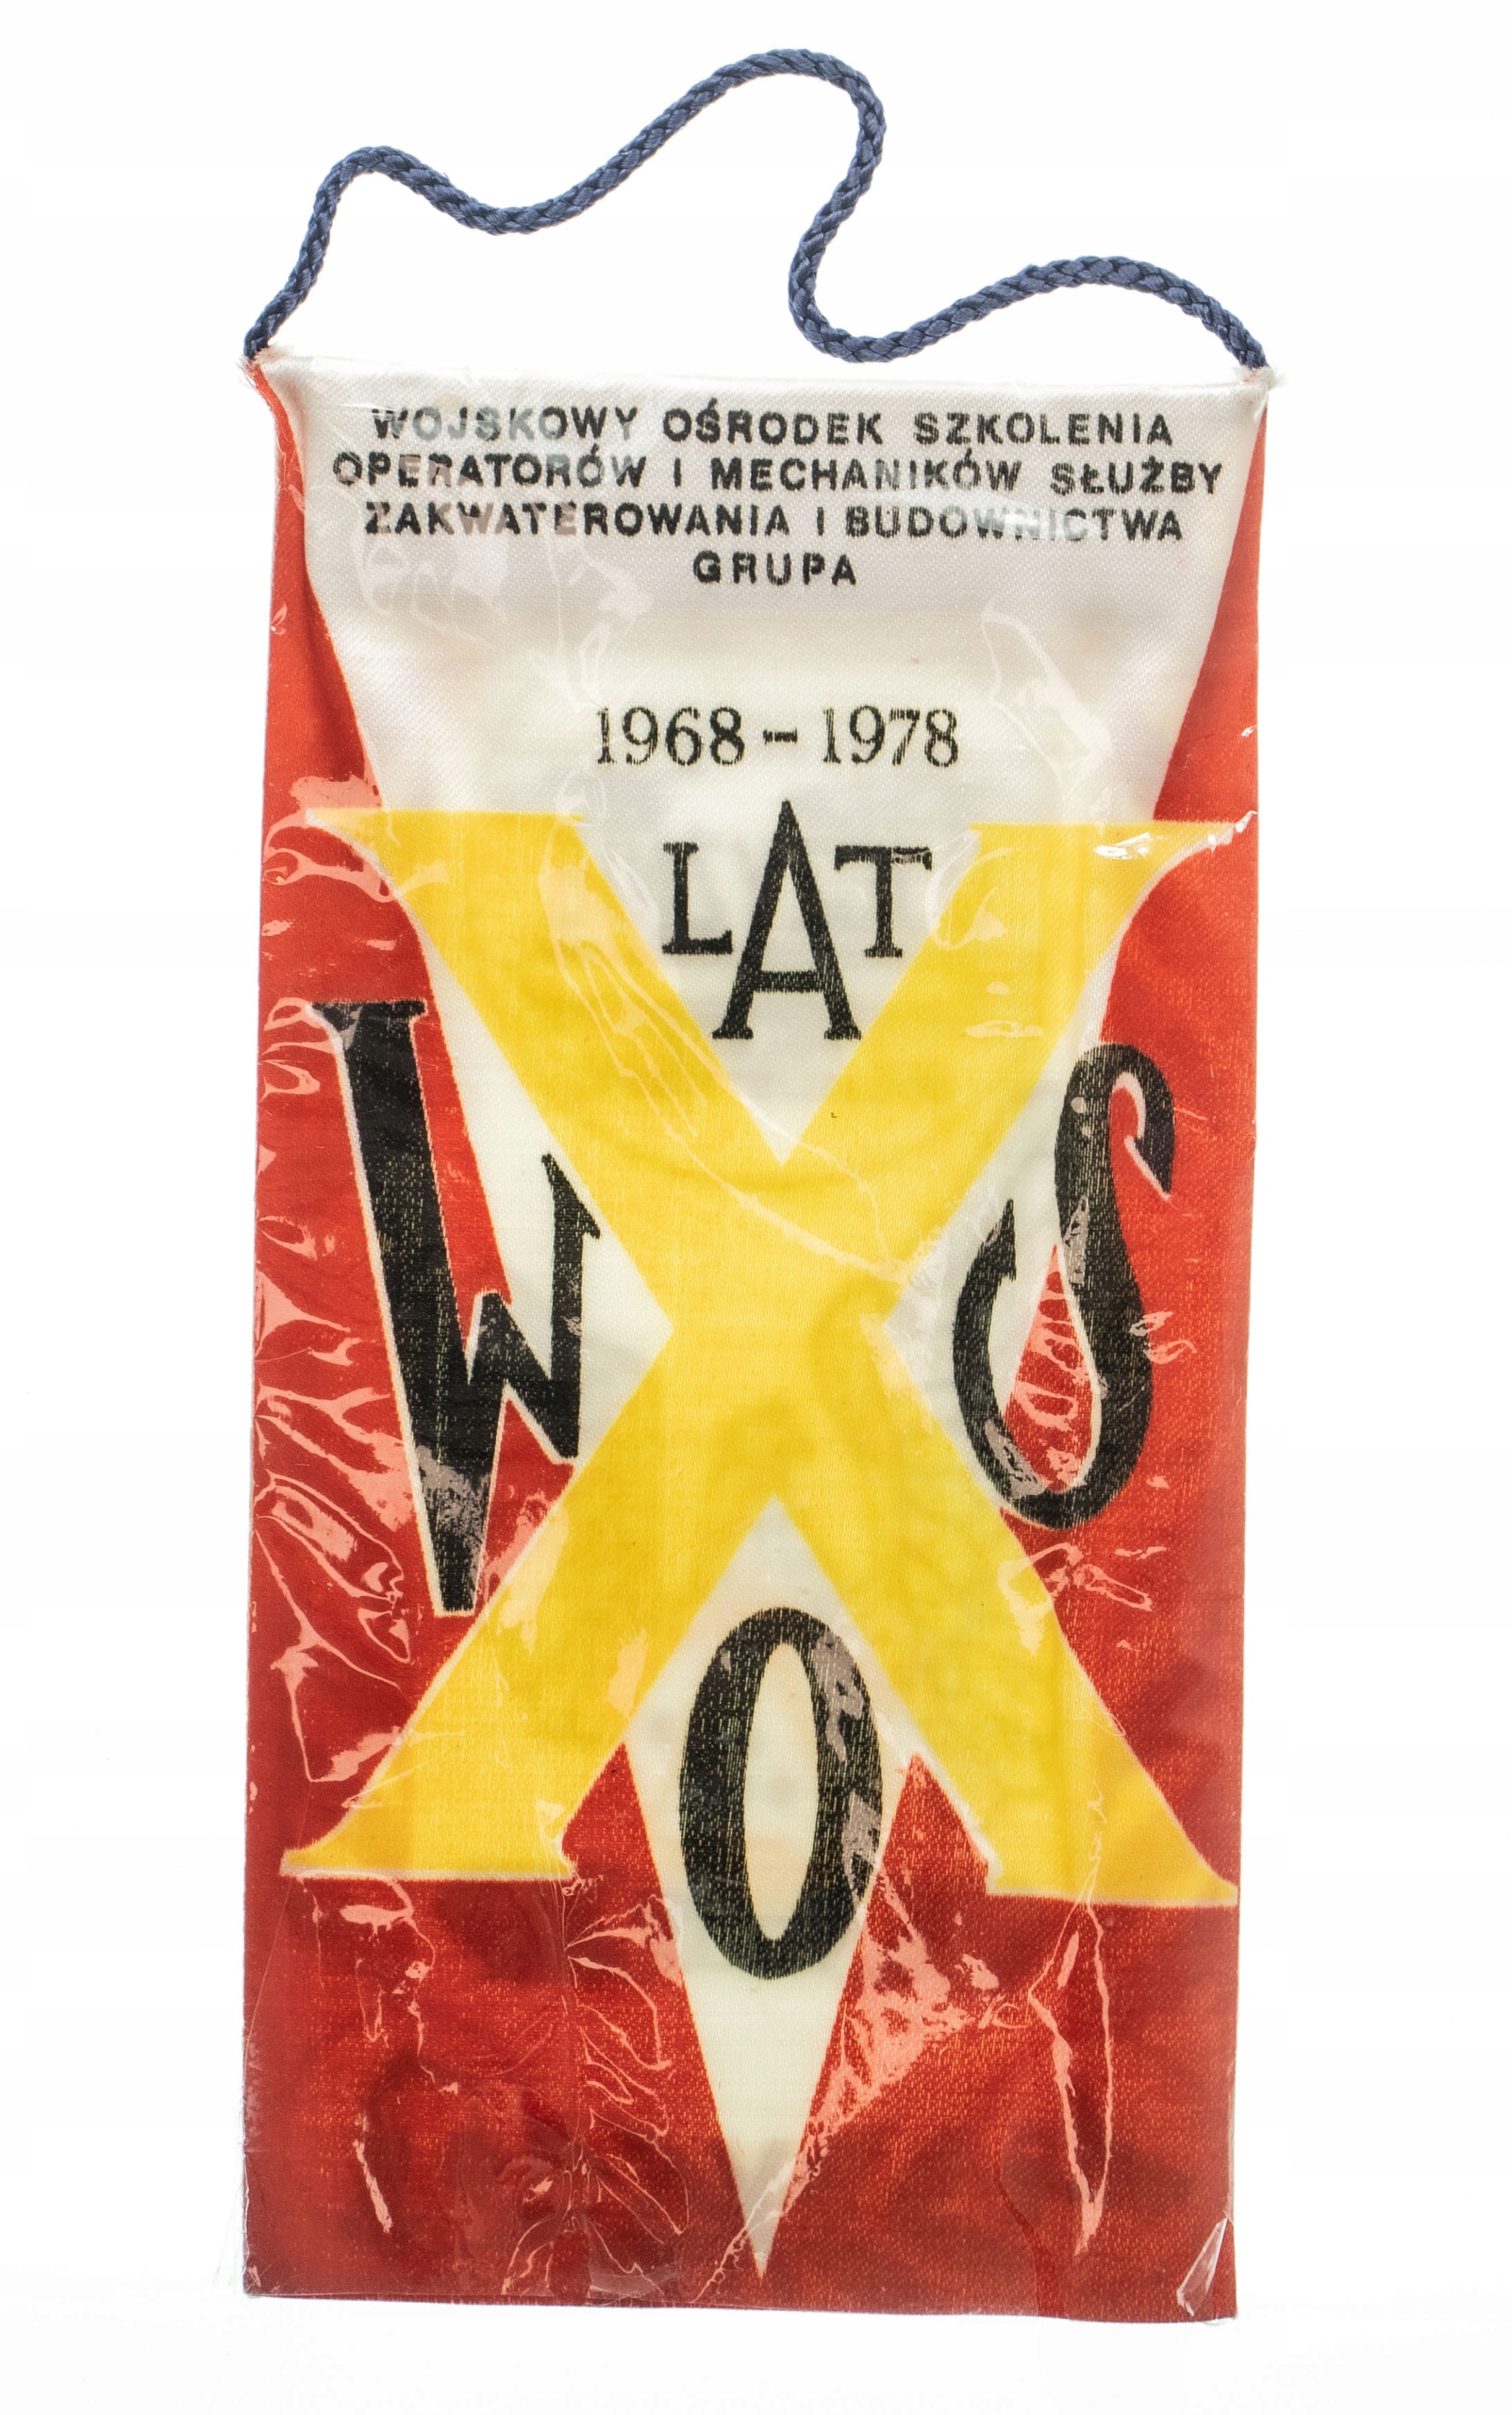 WOJSKOWY OŚRODEK SZKOLENIA
OPERATORÓW I MECHANIKÓW SŁUŻBY
ZAKWATEROWANIA I BUDOWNICTWA
GRUPA
1968-1978
LAT
X
W S
O